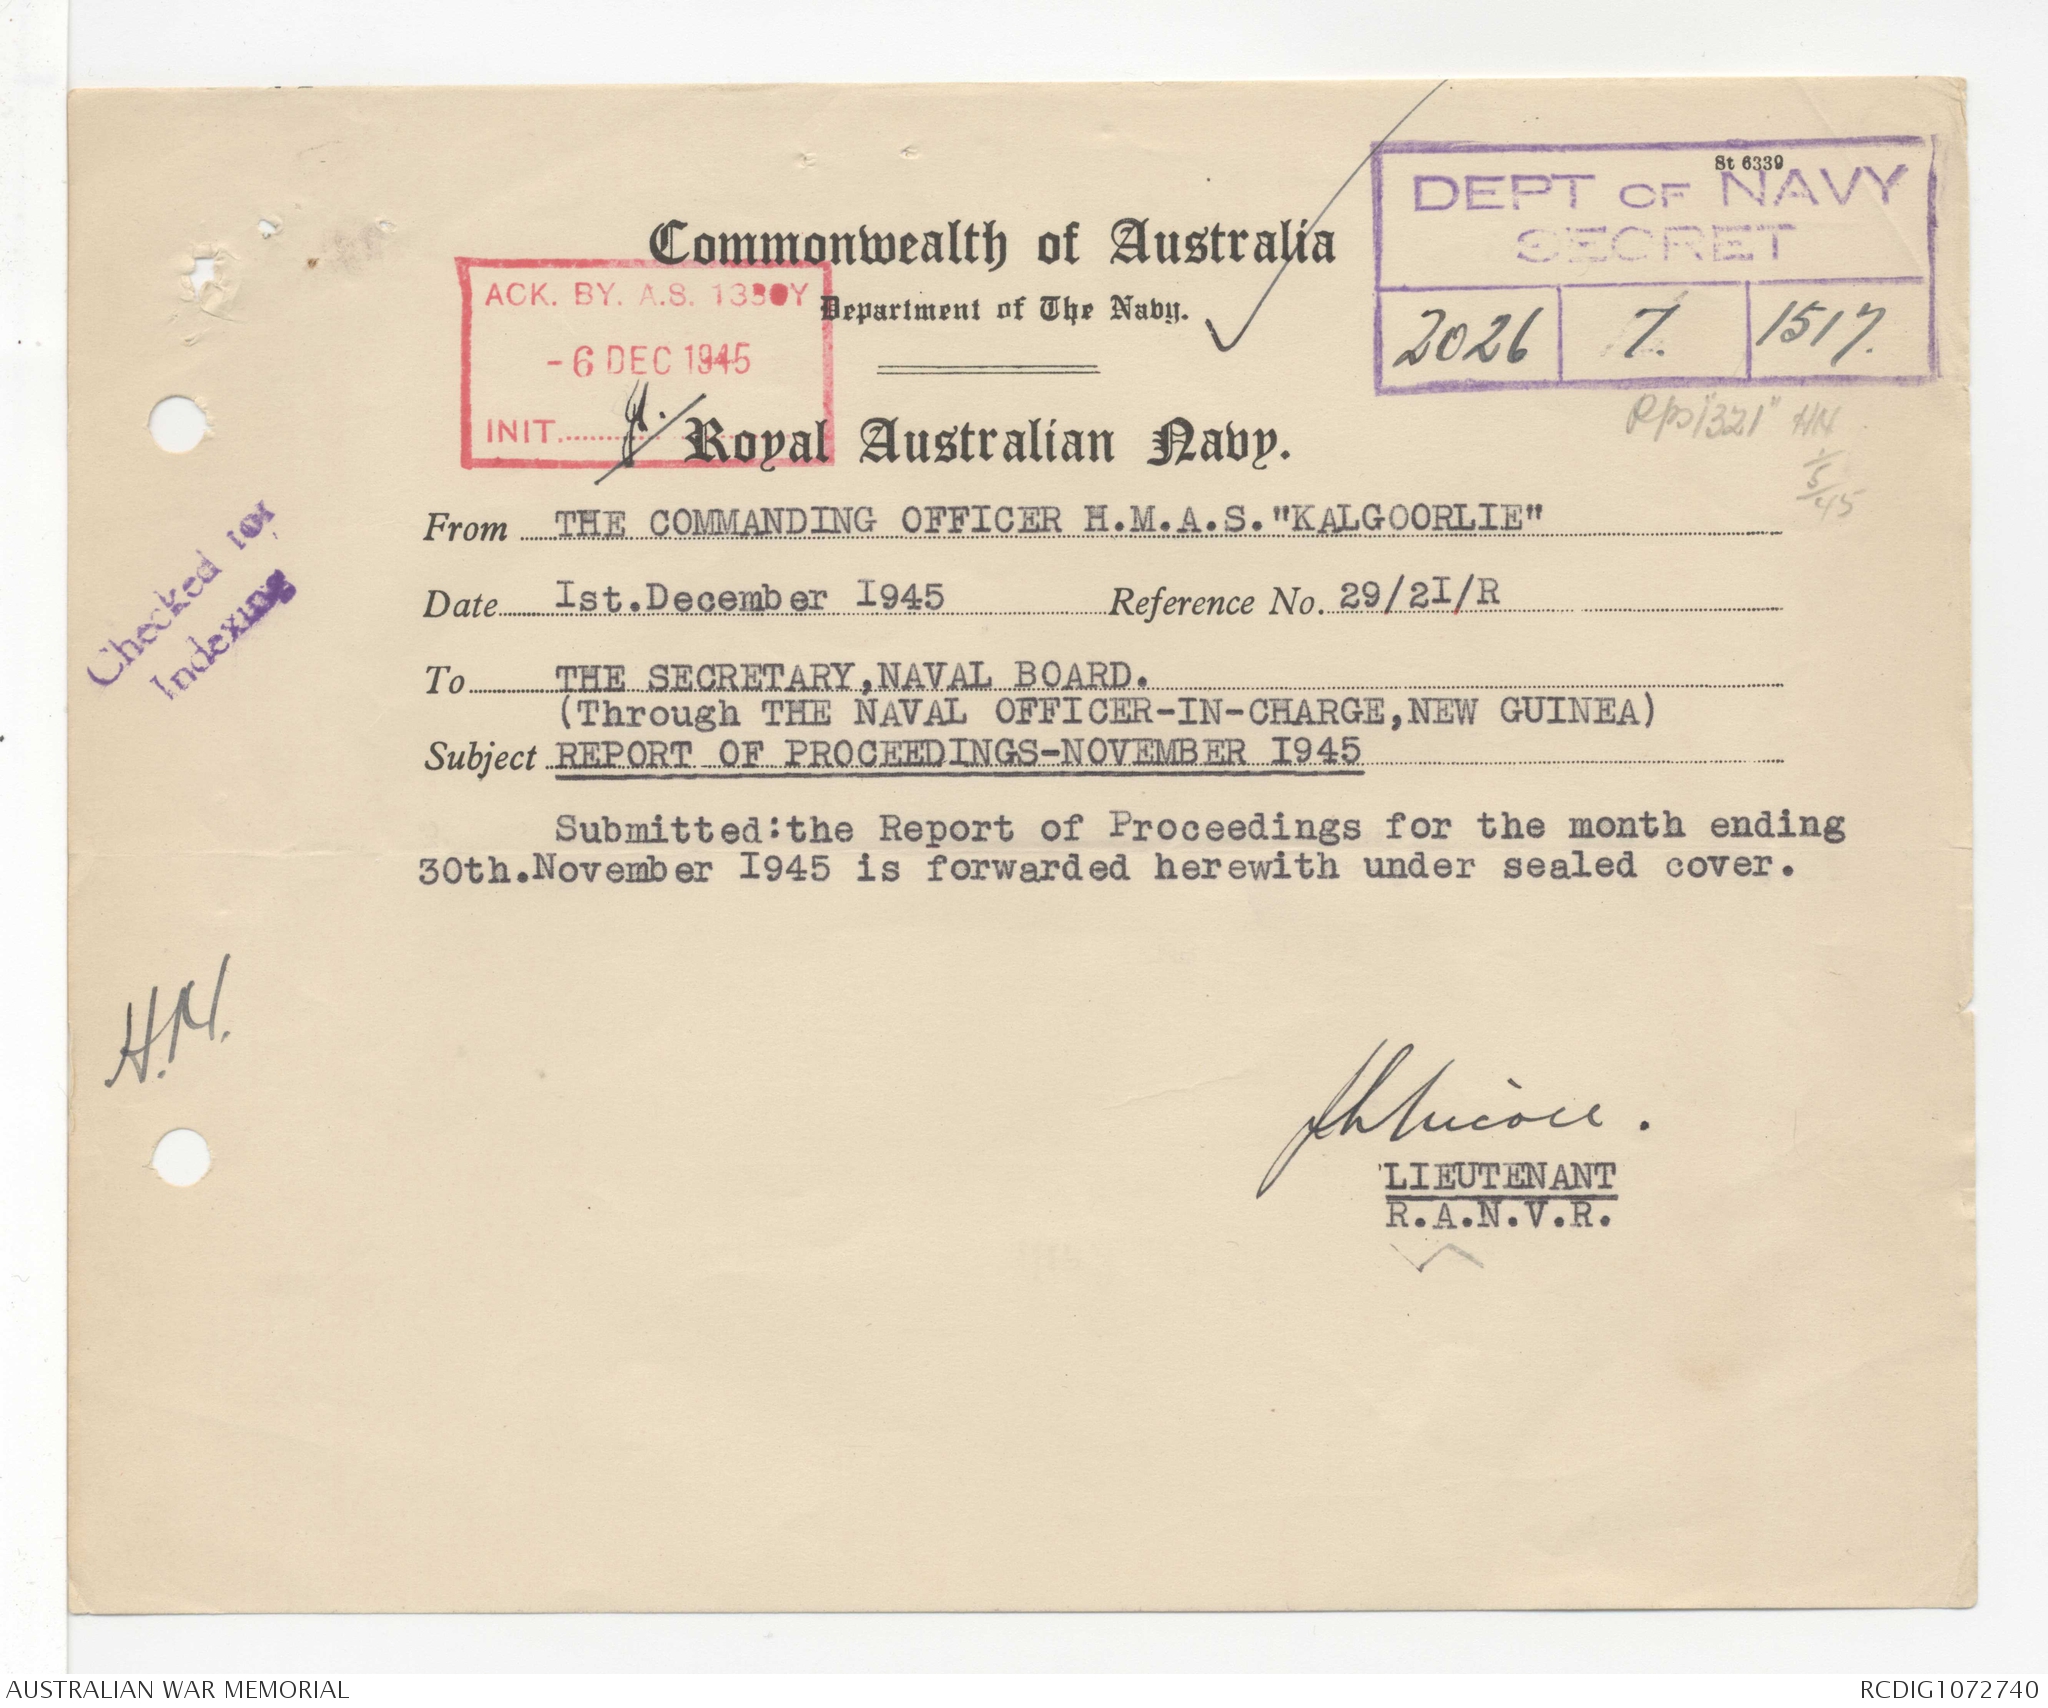 St 6339
DEPT OF NAVY
SECRET
2026 7. 1517.
Commonwealth of Australia
Department of The Navy.
ACK. BY. A.S.
-6 DEC 1945
INIT.
Royal Australian Navy.
"321" HN
From THE COMMANDING OFFICER H.M.A.S."KALGOORLIE"
Date Ist.December I945 Reference No. 29/2I/R
To THE SECRETARY,NAVAL BOARD.
(Through THE NAVAL OFFICER-IN-CHARGE,NEW GUINEA)
Subject REPORT OF PROCEEDINGS-NOVEMBER I945
Submitted:the Report of Proceedings for the month ending
30th.November I945 is forwarded herewith under sealed cover.
Checked for
Indexing
H.N.
LIEUTENANT
R.A.N.V.R.
AUSTRALIAN WAR MEMORIAL
RCDIG1072740